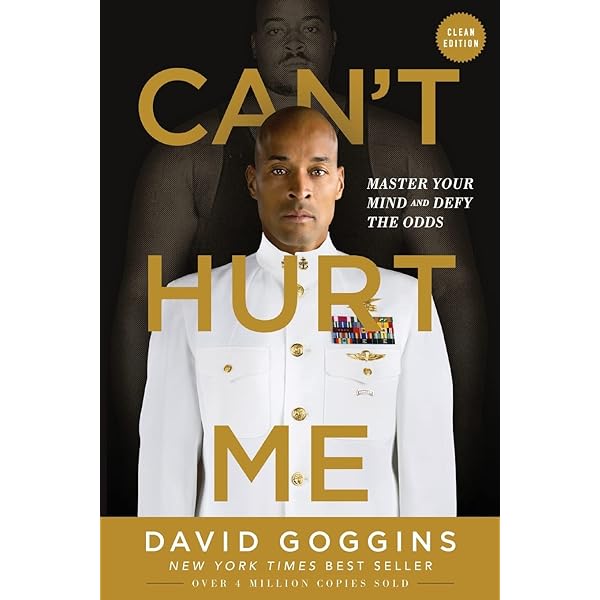 CLEAN
EDITION
CAN'T
MASTER YOUR
MIND AND DEFY
THE ODDS
HURT
ME
DAVID GOGGINS
NEW YORK TIMES BEST SELLER
OVER 4 MILLION COPIES SOLD